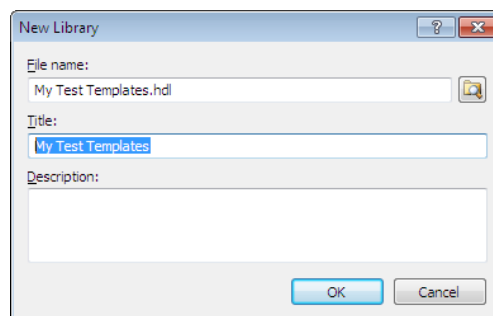 New Library
File name:
My Test Templates.hdl
Title:
My Test Templates
Description:
OK Cancel